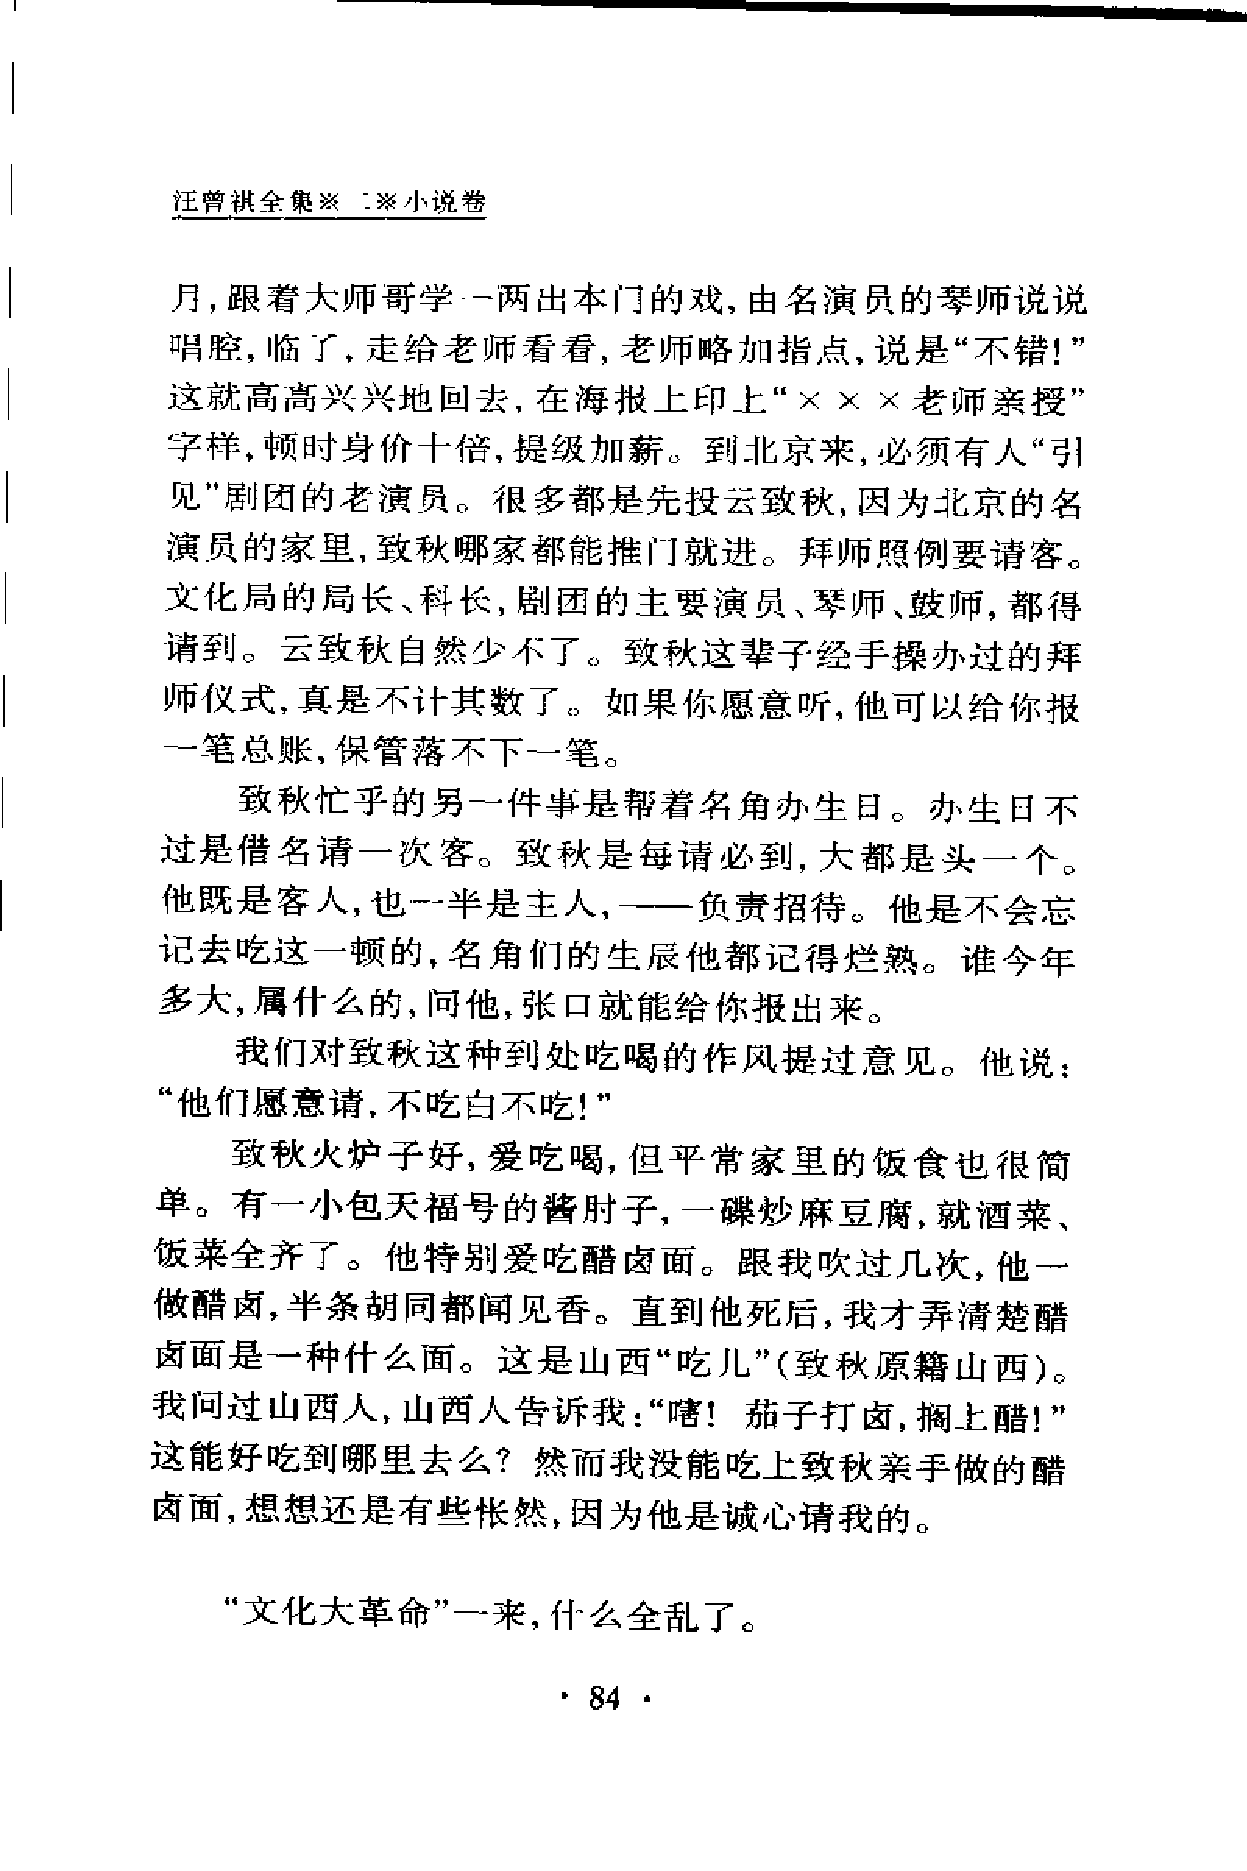 汪曾祺全集※二※小说卷
月,跟着大师哥学一两出本门的戏,由名演员的琴师说说
唱腔,临了,走给老师看看,老师略加指点,说是“不错!”
这就高高兴兴地回去,在海报上印上“×××老师亲授”
字样,顿时身价十倍,提级加薪。到北京来,必须有人“引
见”剧团的老演员。很多都是先投云致秋,因为北京的名
演员的家里,致秋哪家都能推门就进。拜师照例要请客。
文化局的局长、科长,剧团的主要演员、琴师、鼓师,都得
请到。云致秋自然少不了。致秋这辈子经手操办过的拜
师仪式,真是不计其数了。如果你愿意听,他可以给你报
一笔总账,保管落不下一笔。
致秋忙乎的另一件事是帮着名角办生日。办生日不
过是借名请一次客。致秋是每请必到,大都是头一个。
他既是客人,也一半是主人,——负责招待。他是不会忘
记去吃这一顿的,名角们的生辰他都记得烂熟。谁今年
多大,属什么的,问他,张口就能给你报出来。
我们对致秋这种到处吃喝的作风提过意见。他说:
“他们愿意请,不吃白不吃!”
致秋火炉子好,爱吃喝,但平常家里的饭食也很简
单。有一小包天福号的酱肘子,一碟炒麻豆腐,就酒菜、
饭菜全齐了。他特别爱吃醋卤面。跟我吹过几次,他一
做醋卤,半条胡同都闻见香。直到他死后,我才弄清楚醋
卤面是一种什么面。这是山西“吃儿”(致秋原籍山西)。
我问过山西人,山西人告诉我:“嗐! 茄子打卤,搁上醋!”
这能好吃到哪里去么? 然而我没能吃上致秋亲手做的醋
卤面,想想还是有些怅然,因为他是诚心请我的。
“文化大革命”一来,什么全乱了。
· 84 ·